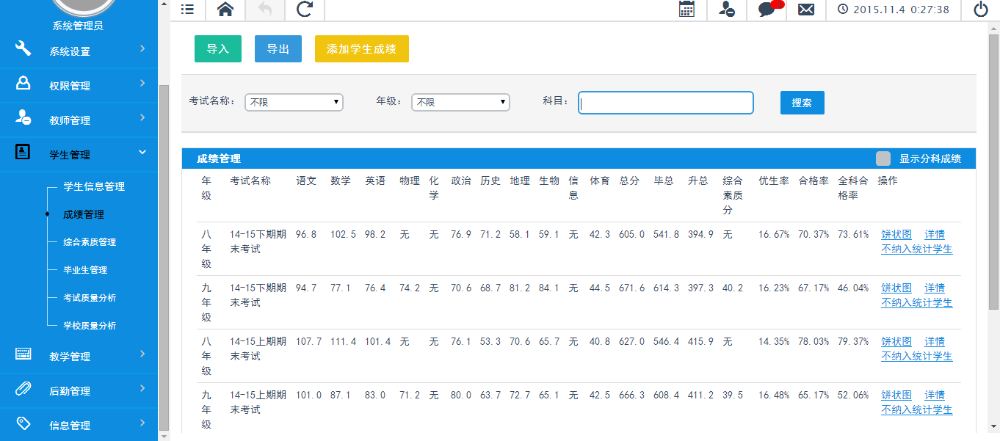 系统管理员
系统设置
权限管理
教师管理
学生管理
学生信息管理
成绩管理
综合素质管理
毕业生管理
考试质量分析
学校质量分析
教学管理
后勤管理
信息管理
2015.11.4 0:27:38
导入 导出 添加学生成绩
考试名称： 不限 年级： 不限 科目： 搜索
成绩管理 显示分科成绩
年级 考试名称 语文 数学 英语 物理 化学 政治 历史 地理 生物 信息 体育 总分 毕总 升总 综合素质分 优生率 合格率 全科合格率 操作
八年级 14-15下期期末考试 96.8 102.5 98.2 无 无 76.9 71.2 58.1 59.1 无 42.3 605.0 541.8 394.9 无 16.67% 70.37% 73.61% 饼状图 详情 不纳入统计学生
九年级 14-15下期期末考试 94.7 77.1 76.4 74.2 无 70.6 68.7 81.2 84.1 无 44.5 671.6 614.3 397.3 40.2 16.23% 67.17% 46.04% 饼状图 详情 不纳入统计学生
八年级 14-15上期期末考试 107.7 111.4 101.4 无 无 76.1 53.3 70.6 65.7 无 40.8 627.0 546.4 415.9 无 14.35% 78.03% 79.37% 饼状图 详情 不纳入统计学生
九年级 14-15上期期末考试 101.0 87.1 83.0 71.2 无 80.0 63.7 72.7 65.1 无 42.5 666.3 608.4 411.2 39.5 16.48% 65.17% 52.06% 饼状图 详情 不纳入统计学生